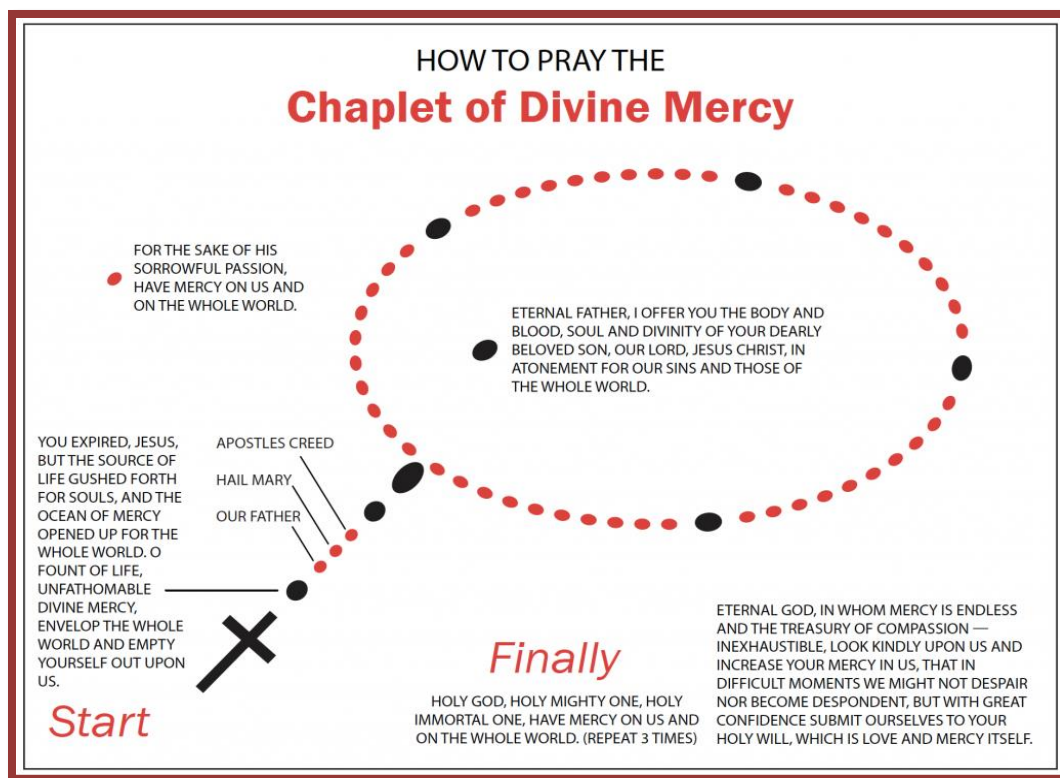 HOW TO PRAY THE
Chaplet of Divine Mercy
FOR THE SAKE OF HIS
SORROWFUL PASSION,
HAVE MERCY ON US AND
ON THE WHOLE WORLD.
ETERNAL FATHER, I OFFER YOU THE BODY AND
BLOOD, SOUL AND DIVINITY OF YOUR DEARLY
BELOVED SON, OUR LORD, JESUS CHRIST, IN
ATONEMENT FOR OUR SINS AND THOSE OF
THE WHOLE WORLD.
YOU EXPIRED, JESUS,
BUT THE SOURCE OF
LIFE GUSHED FORTH
FOR SOULS, AND THE
OCEAN OF MERCY
OPENED UP FOR THE
WHOLE WORLD. O
FOUNT OF LIFE,
UNFATHOMABLE
DIVINE MERCY,
ENVELOP THE WHOLE
WORLD AND EMPTY
YOURSELF OUT UPON
US.
APOSTLES CREED
HAIL MARY
OUR FATHER
Start
Finally
HOLY GOD, HOLY MIGHTY ONE, HOLY
IMMORTAL ONE, HAVE MERCY ON US AND
ON THE WHOLE WORLD. (REPEAT 3 TIMES)
ETERNAL GOD, IN WHOM MERCY IS ENDLESS
AND THE TREASURY OF COMPASSION —
INEXHAUSTIBLE, LOOK KINDLY UPON US AND
INCREASE YOUR MERCY IN US, THAT IN
DIFFICULT MOMENTS WE MIGHT NOT DESPAIR
NOR BECOME DESPONDENT, BUT WITH GREAT
CONFIDENCE SUBMIT OURSELVES TO YOUR
HOLY WILL, WHICH IS LOVE AND MERCY ITSELF.